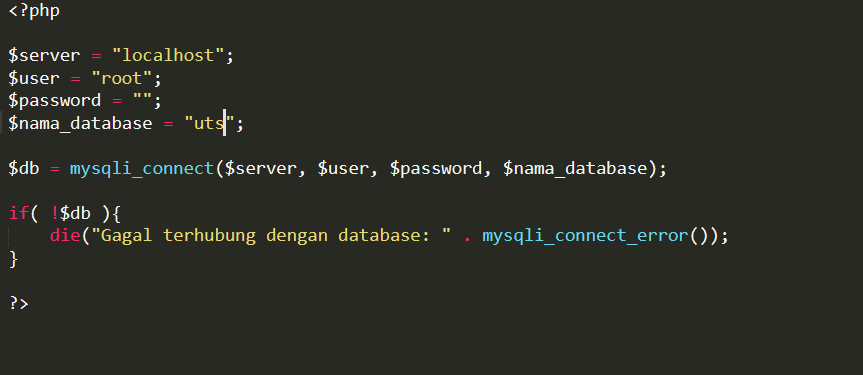 <?php
$server = "localhost";
$user = "root";
$password = "";
$nama_database = "uts";
$db = mysqli_connect($server, $user, $password, $nama_database);
if( !$db ){
    die("Gagal terhubung dengan database: " . mysqli_connect_error());
}
?>